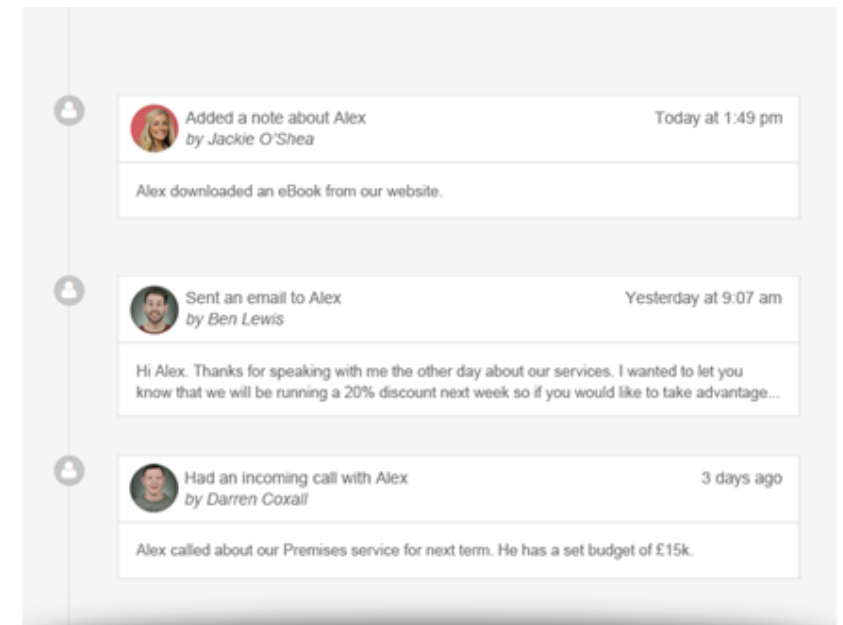 Added a note about Alex
Today at 1:49 pm
by Jackie O'Shea
Alex downloaded an eBook from our website.
Sent an email to Alex
Yesterday at 9:07 am
by Ben Lewis
Hi Alex. Thanks for speaking with me the other day about our services. I wanted to let you
know that we will be running a 20% discount next week so if you would like to take advantage...
Had an incoming call with Alex
3 days ago
by Darren Coxall
Alex called about our Premises service for next term. He has a set budget of £15k.